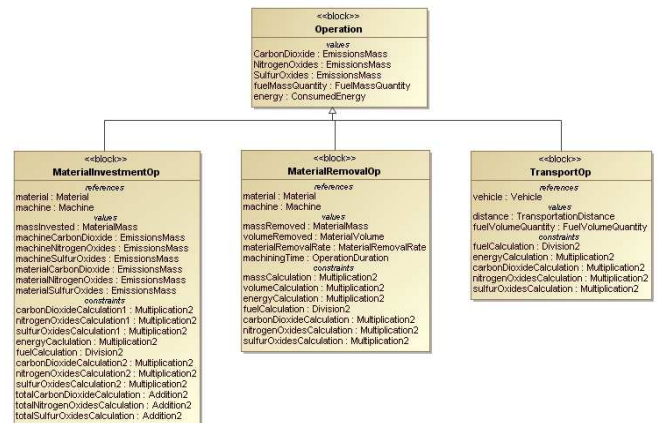 <<block>>
Operation
values
CarbonDioxide : EmissionsMass
NitrogenOxides : EmissionsMass
SulfurOxides : EmissionsMass
fuelMassQuantity : FuelMassQuantity
energy : ConsumedEnergy
<<block>>
MaterialInvestmentOp
references
material : Material
machine : Machine
values
massInvested : MaterialMass
machineCarbonDioxide : EmissionsMass
machineNitrogenOxides : EmissionsMass
machineSulfurOxides : EmissionsMass
materialCarbonDioxide : EmissionsMass
materialNitrogenOxides : EmissionsMass
materialSulfurOxides : EmissionsMass
constraints
carbonDioxideCalculation1 : Multiplication2
nitrogenOxidesCalculation1 : Multiplication2
sulfurOxidesCalculation1 : Multiplication2
energyCaclulation : Multiplication2
fuelCalculation : Division2
carbonDioxideCalculation2 : Multiplication2
nitrogenOxidesCalculation2 : Multiplication2
sulfurOxidesCalculation2 : Multiplication2
totalCarbonDioxideCalculation : Addition2
totalNitrogenOxidesCalculation : Addition2
totalSulfurOxidesCalculation : Addition2
<<block>>
MaterialRemovalOp
references
material : Material
machine : Machine
values
massRemoved : MaterialMass
volumeRemoved : MaterialVolume
materialRemovalRate : MaterialRemovalRate
machiningTime : OperationDuration
constraints
massCalculation : Multiplication2
volumeCalculation : Multiplication2
energyCalculation : Multiplication2
fuelCalculation : Division2
carbonDioxideCalculation : Multiplication2
nitrogenOxidesCalculation : Multiplication2
sulfurOxidesCalculation : Multiplication2
<<block>>
TransportOp
references
vehicle : Vehicle
values
distance : TransportationDistance
fuelVolumeQuantity : FuelVolumeQuantity
constraints
fuelCalculation : Division2
energyCalculation : Multiplication2
carbonDioxideCalculation : Multiplication2
nitrogenOxidesCalculation : Multiplication2
sulfurOxidesCalculation : Multiplication2